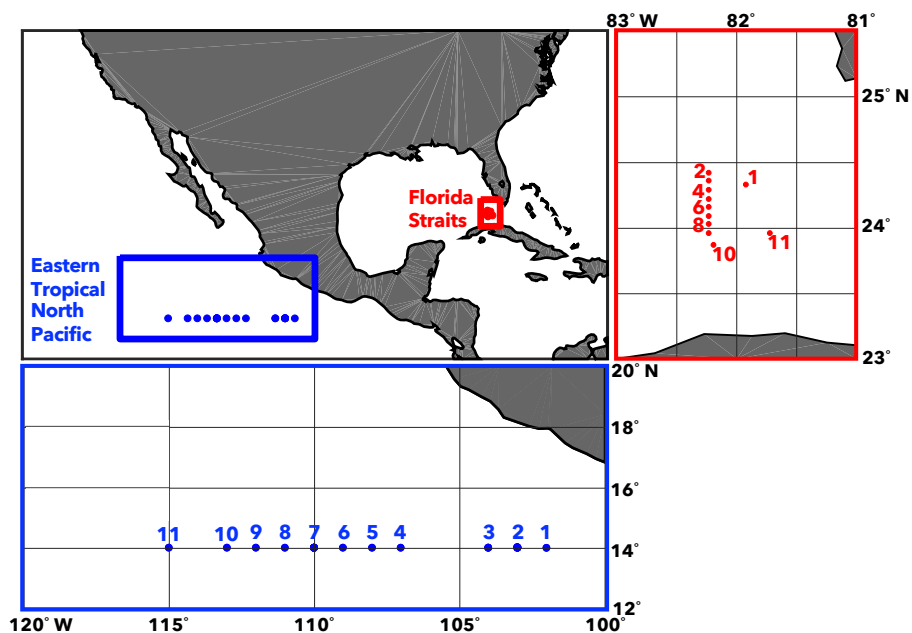 83° W 82° 81°
25° N
24°
23°
2
4
6
8
10
1
11
Florida
Straits
Eastern
Tropical
North
Pacific
20° N
18°
16°
14°
12°
11 10 9 8 7 6 5 4 3 2 1
120° W 115° 110° 105° 100°